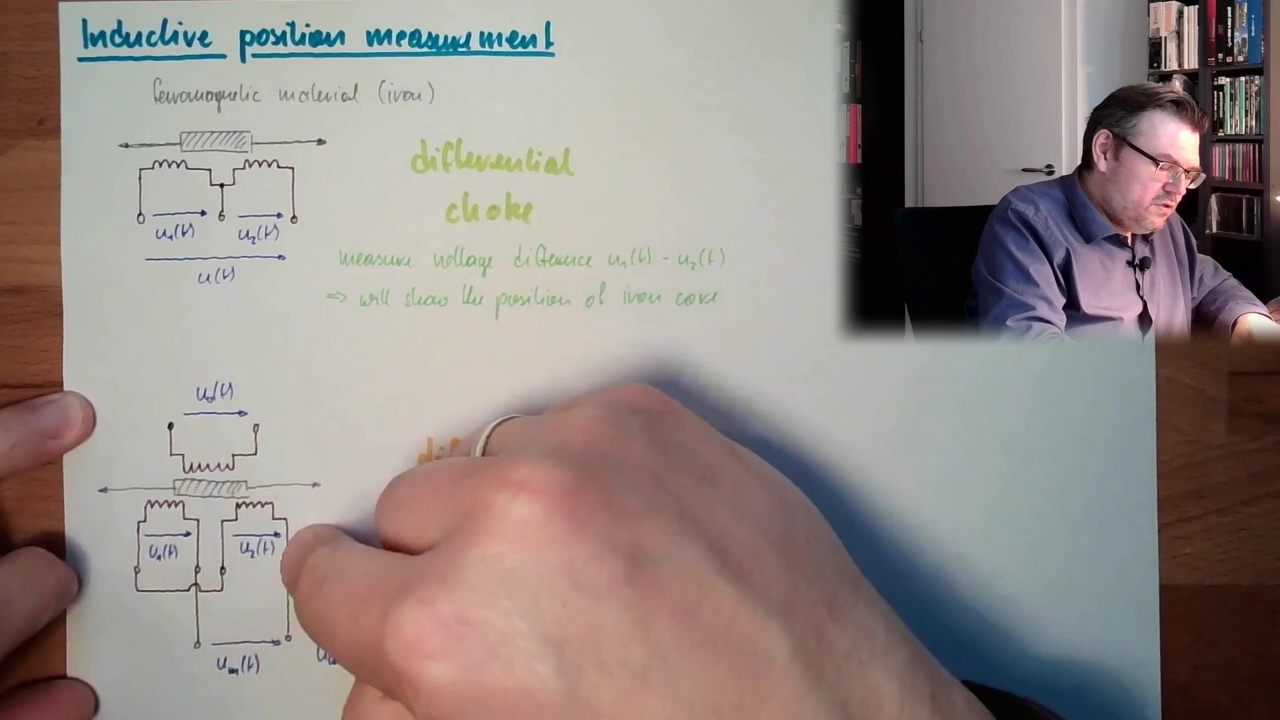 Inductive position measurement
ferromagnetic material (iron)
differential
choke
u₁(t) u₂(t)
u(t)
measure voltage difference u₁(t) - u₂(t)
⇒ will show the position of iron core
u₀(t)
u₁(t) u₂(t)
uₘ(t)